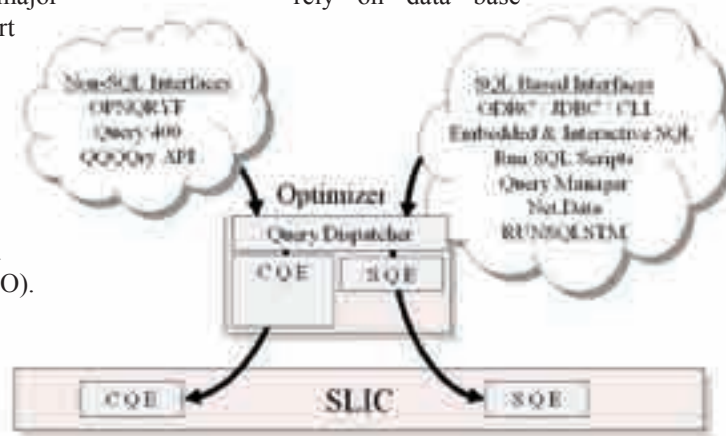 major
rely on data base
rt
Non-SQL Interfaces
OPNQRYF
Query 400
QQQQry API
SQL Based Interfaces
ODBC JDBC CLI
Embedded & Interactive SQL
Run SQL Scripts
Query Manager
Net.Data
RUNSQLSTM
Optimizer
Query Dispatcher
CQE
SQE
O).
CQE
SLIC
SQE